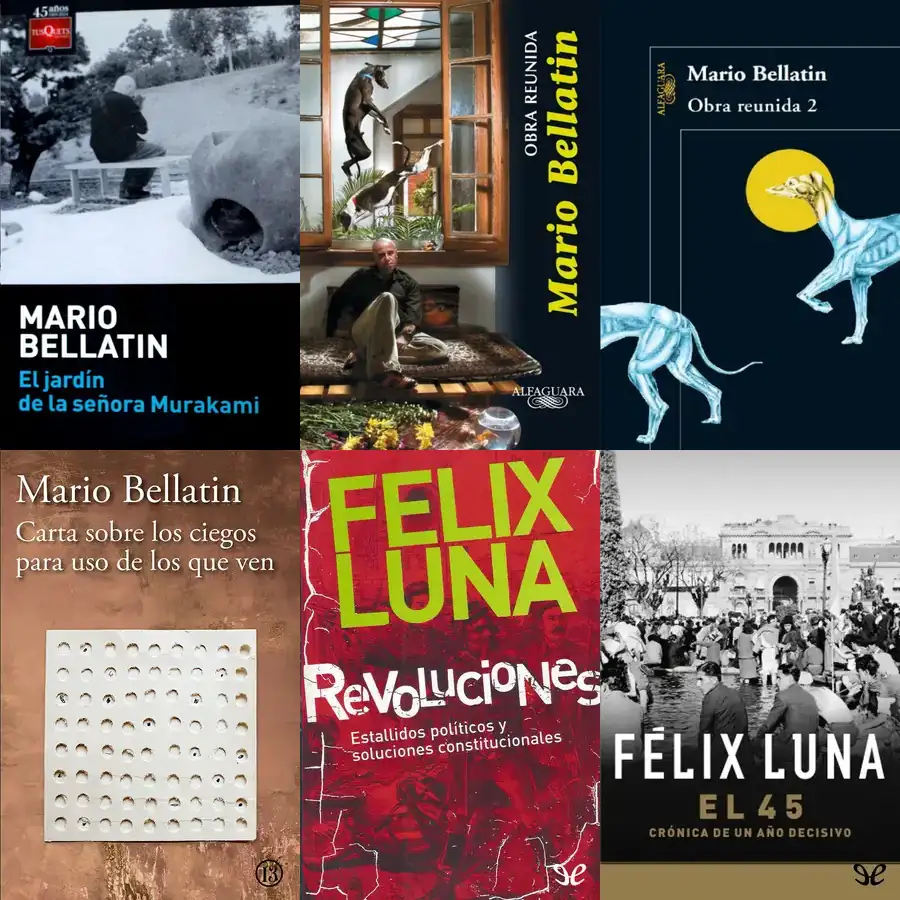 45 años
TUSQUETS
MARIO
BELLATIN
El jardín
de la señora Murakami
OBRA REUNIDA
Mario Bellatin
ALFAGUARA
ALFAGUARA
Mario Bellatin
Obra reunida 2
Mario Bellatin
Carta sobre los ciegos
para uso de los que ven
13
FELIX
LUNA
ReVoLucioNes
Estallidos políticos y
soluciones constitucionales
FÉLIX LUNA
EL 45
CRÓNICA DE UN AÑO DECISIVO